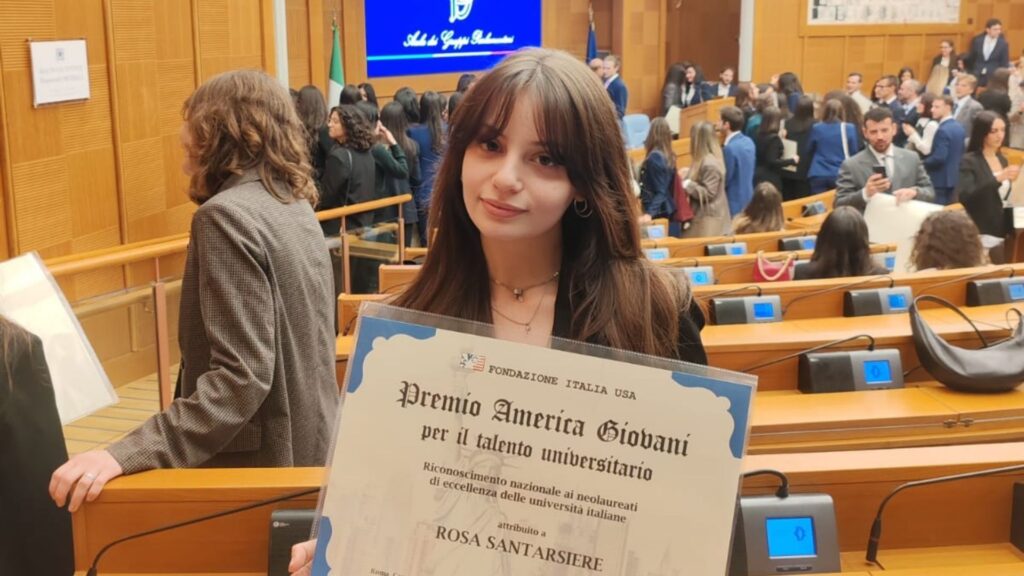 Aula dei Gruppi Parlamentari
FONDAZIONE ITALIA USA
Premio America Giovani
per il talento universitario
Riconoscimento nazionale ai neolaureati
di eccellenza delle università italiane
attribuito a
ROSA SANTARSIERE
Roma,